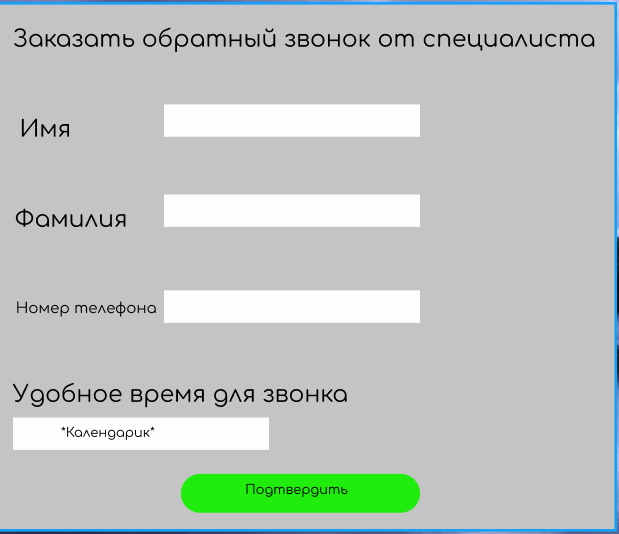 Заказать обратный звонок от специалиста
Имя
Фамилия
Номер телефона
Удобное время для звонка
*Календарик*
Подтвердить